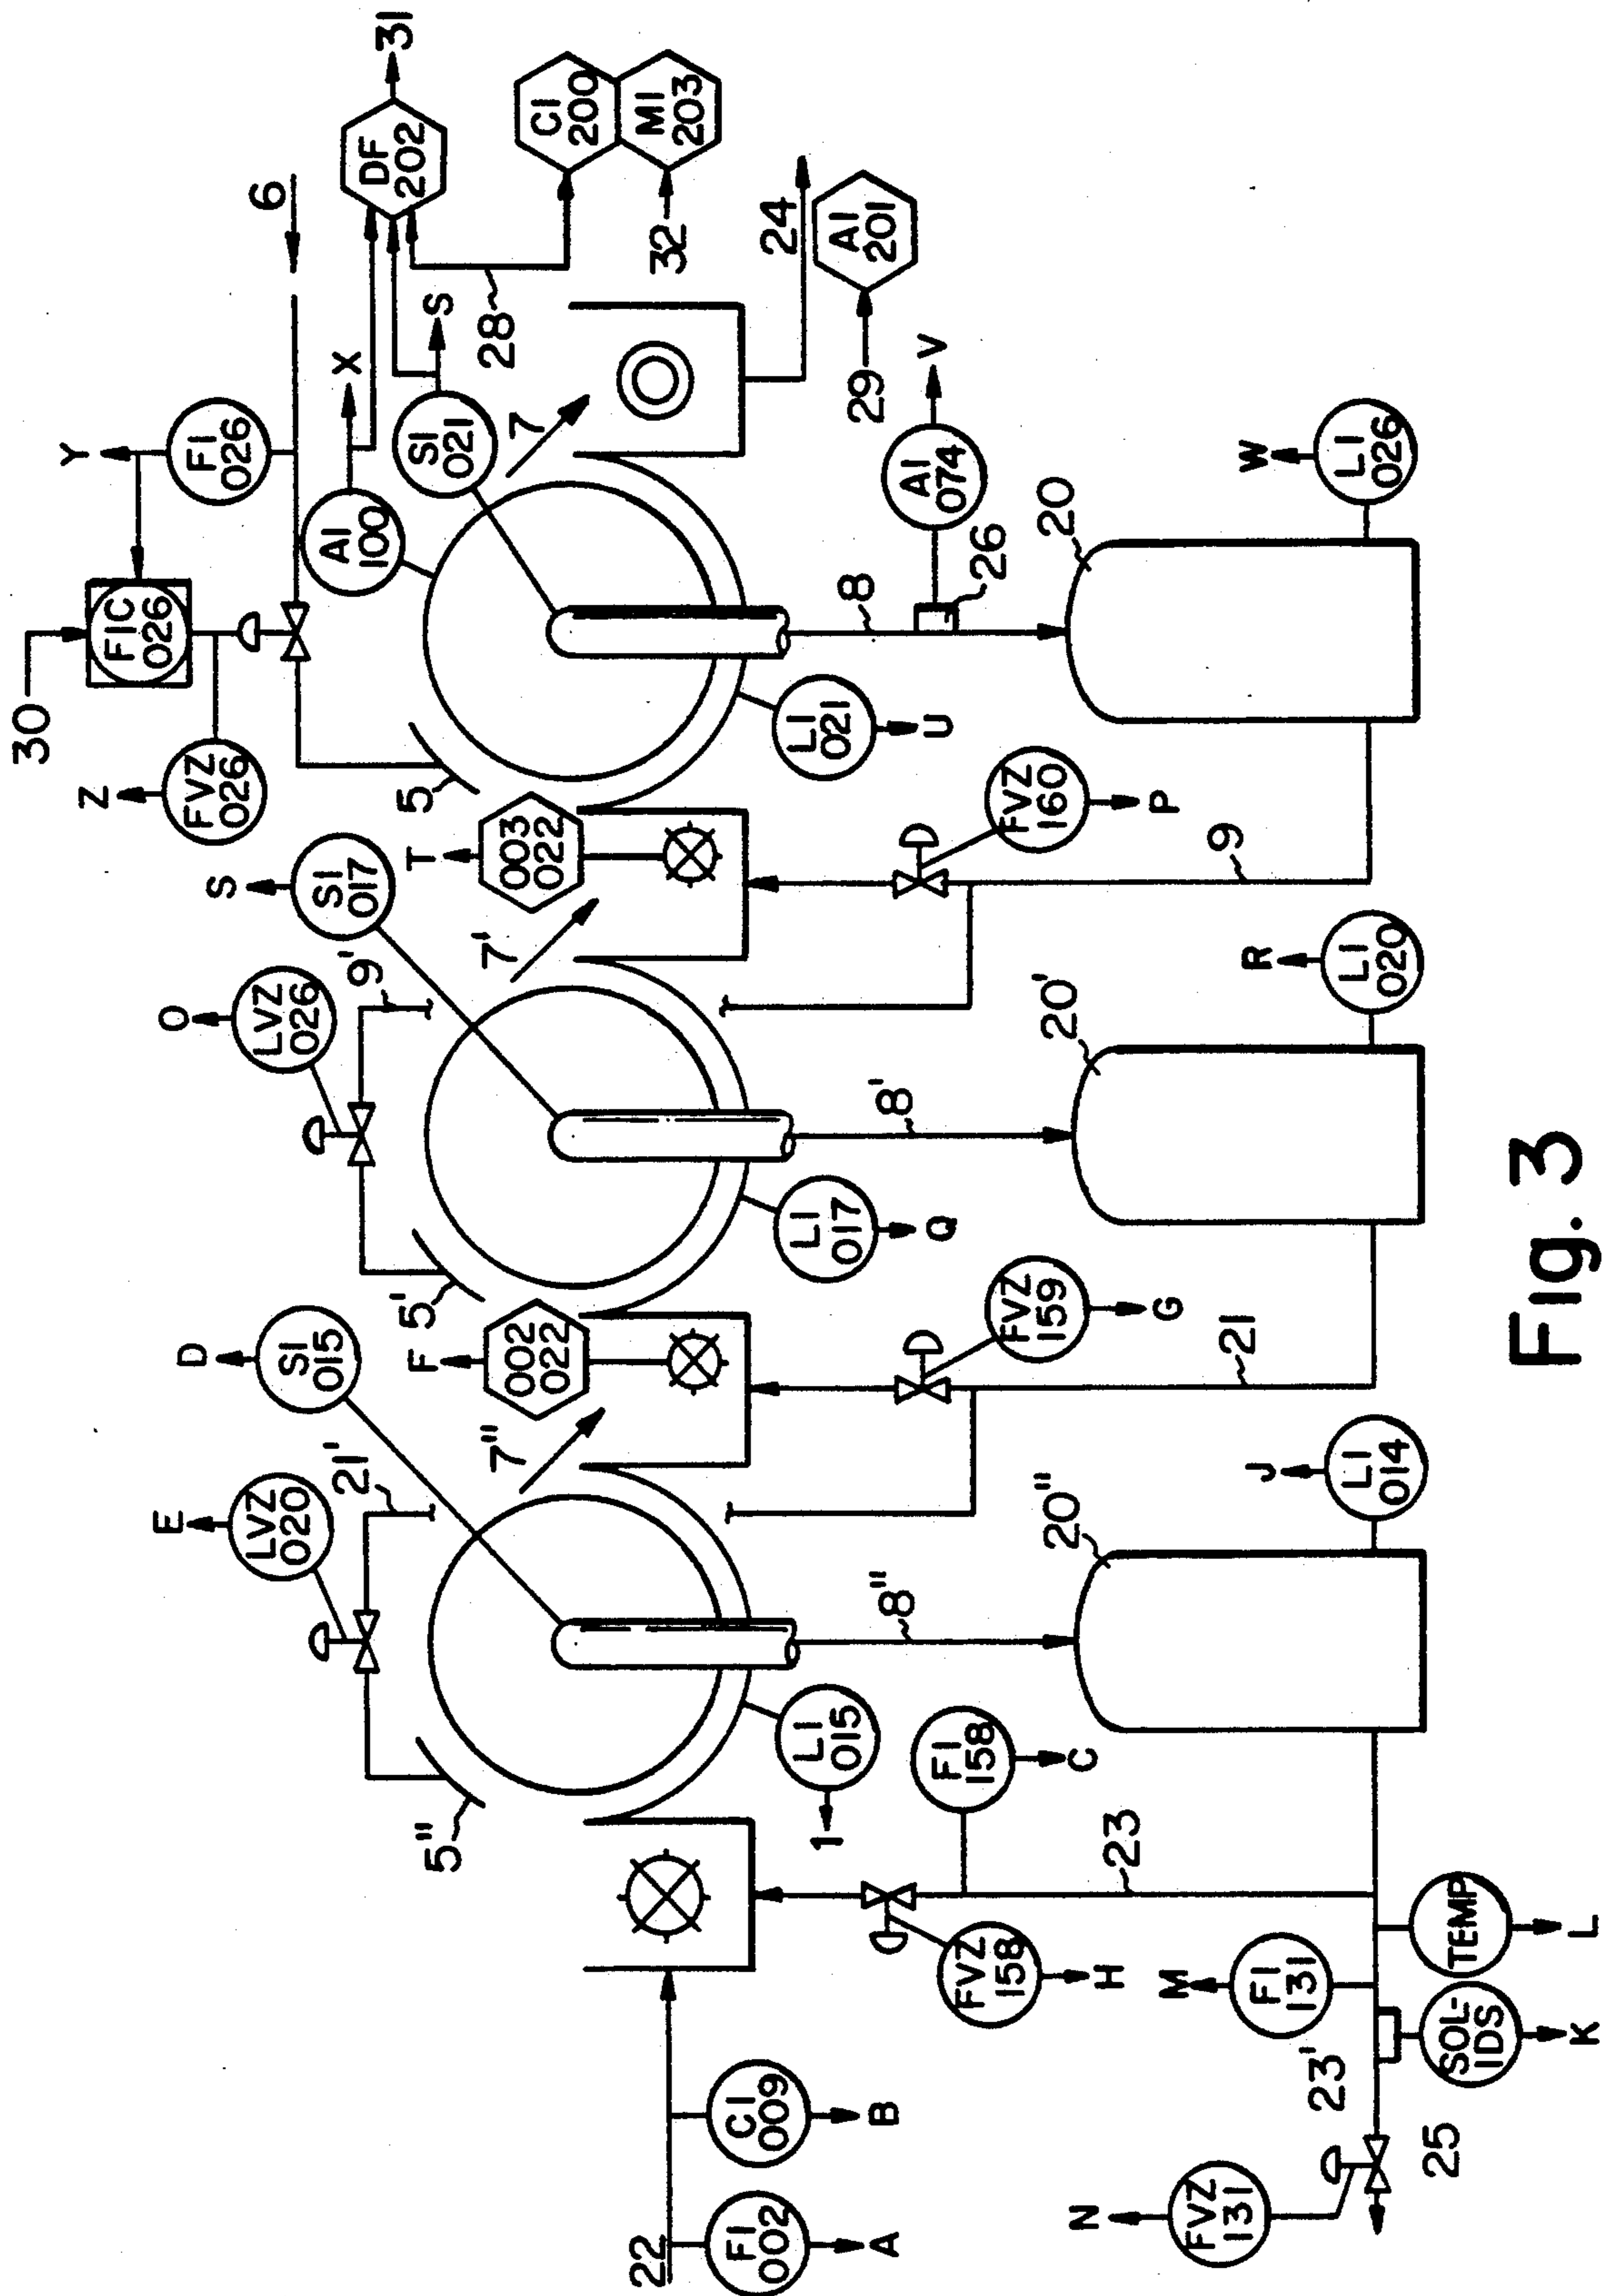 30
Z
FVZ
026
FIC
026
Y
FI
026
6
AI
100
X
SI
021
S
DF
202
31
28
CI
200
MI
203
32
24
AI
201
29
7
5
LI
021
U
8
26
AI
074
V
20
LI
026
W
9
FVZ
160
P
T
003
022
7'
S
SI
017
O
LVZ
026
9'
5'
LI
017
Q
8'
20'
LI
020
R
21
FVZ
159
G
F
002
022
7"
D
SI
015
E
LVZ
020
21'
5"
LI
015
1
8"
20"
LI
014
J
FI
158
C
23
FVZ
158
H
22
FI
002
A
CI
009
B
M
FI
131
TEMP
L
SOL-
IDS
K
23'
25
N
FVZ
131
Fig. 3